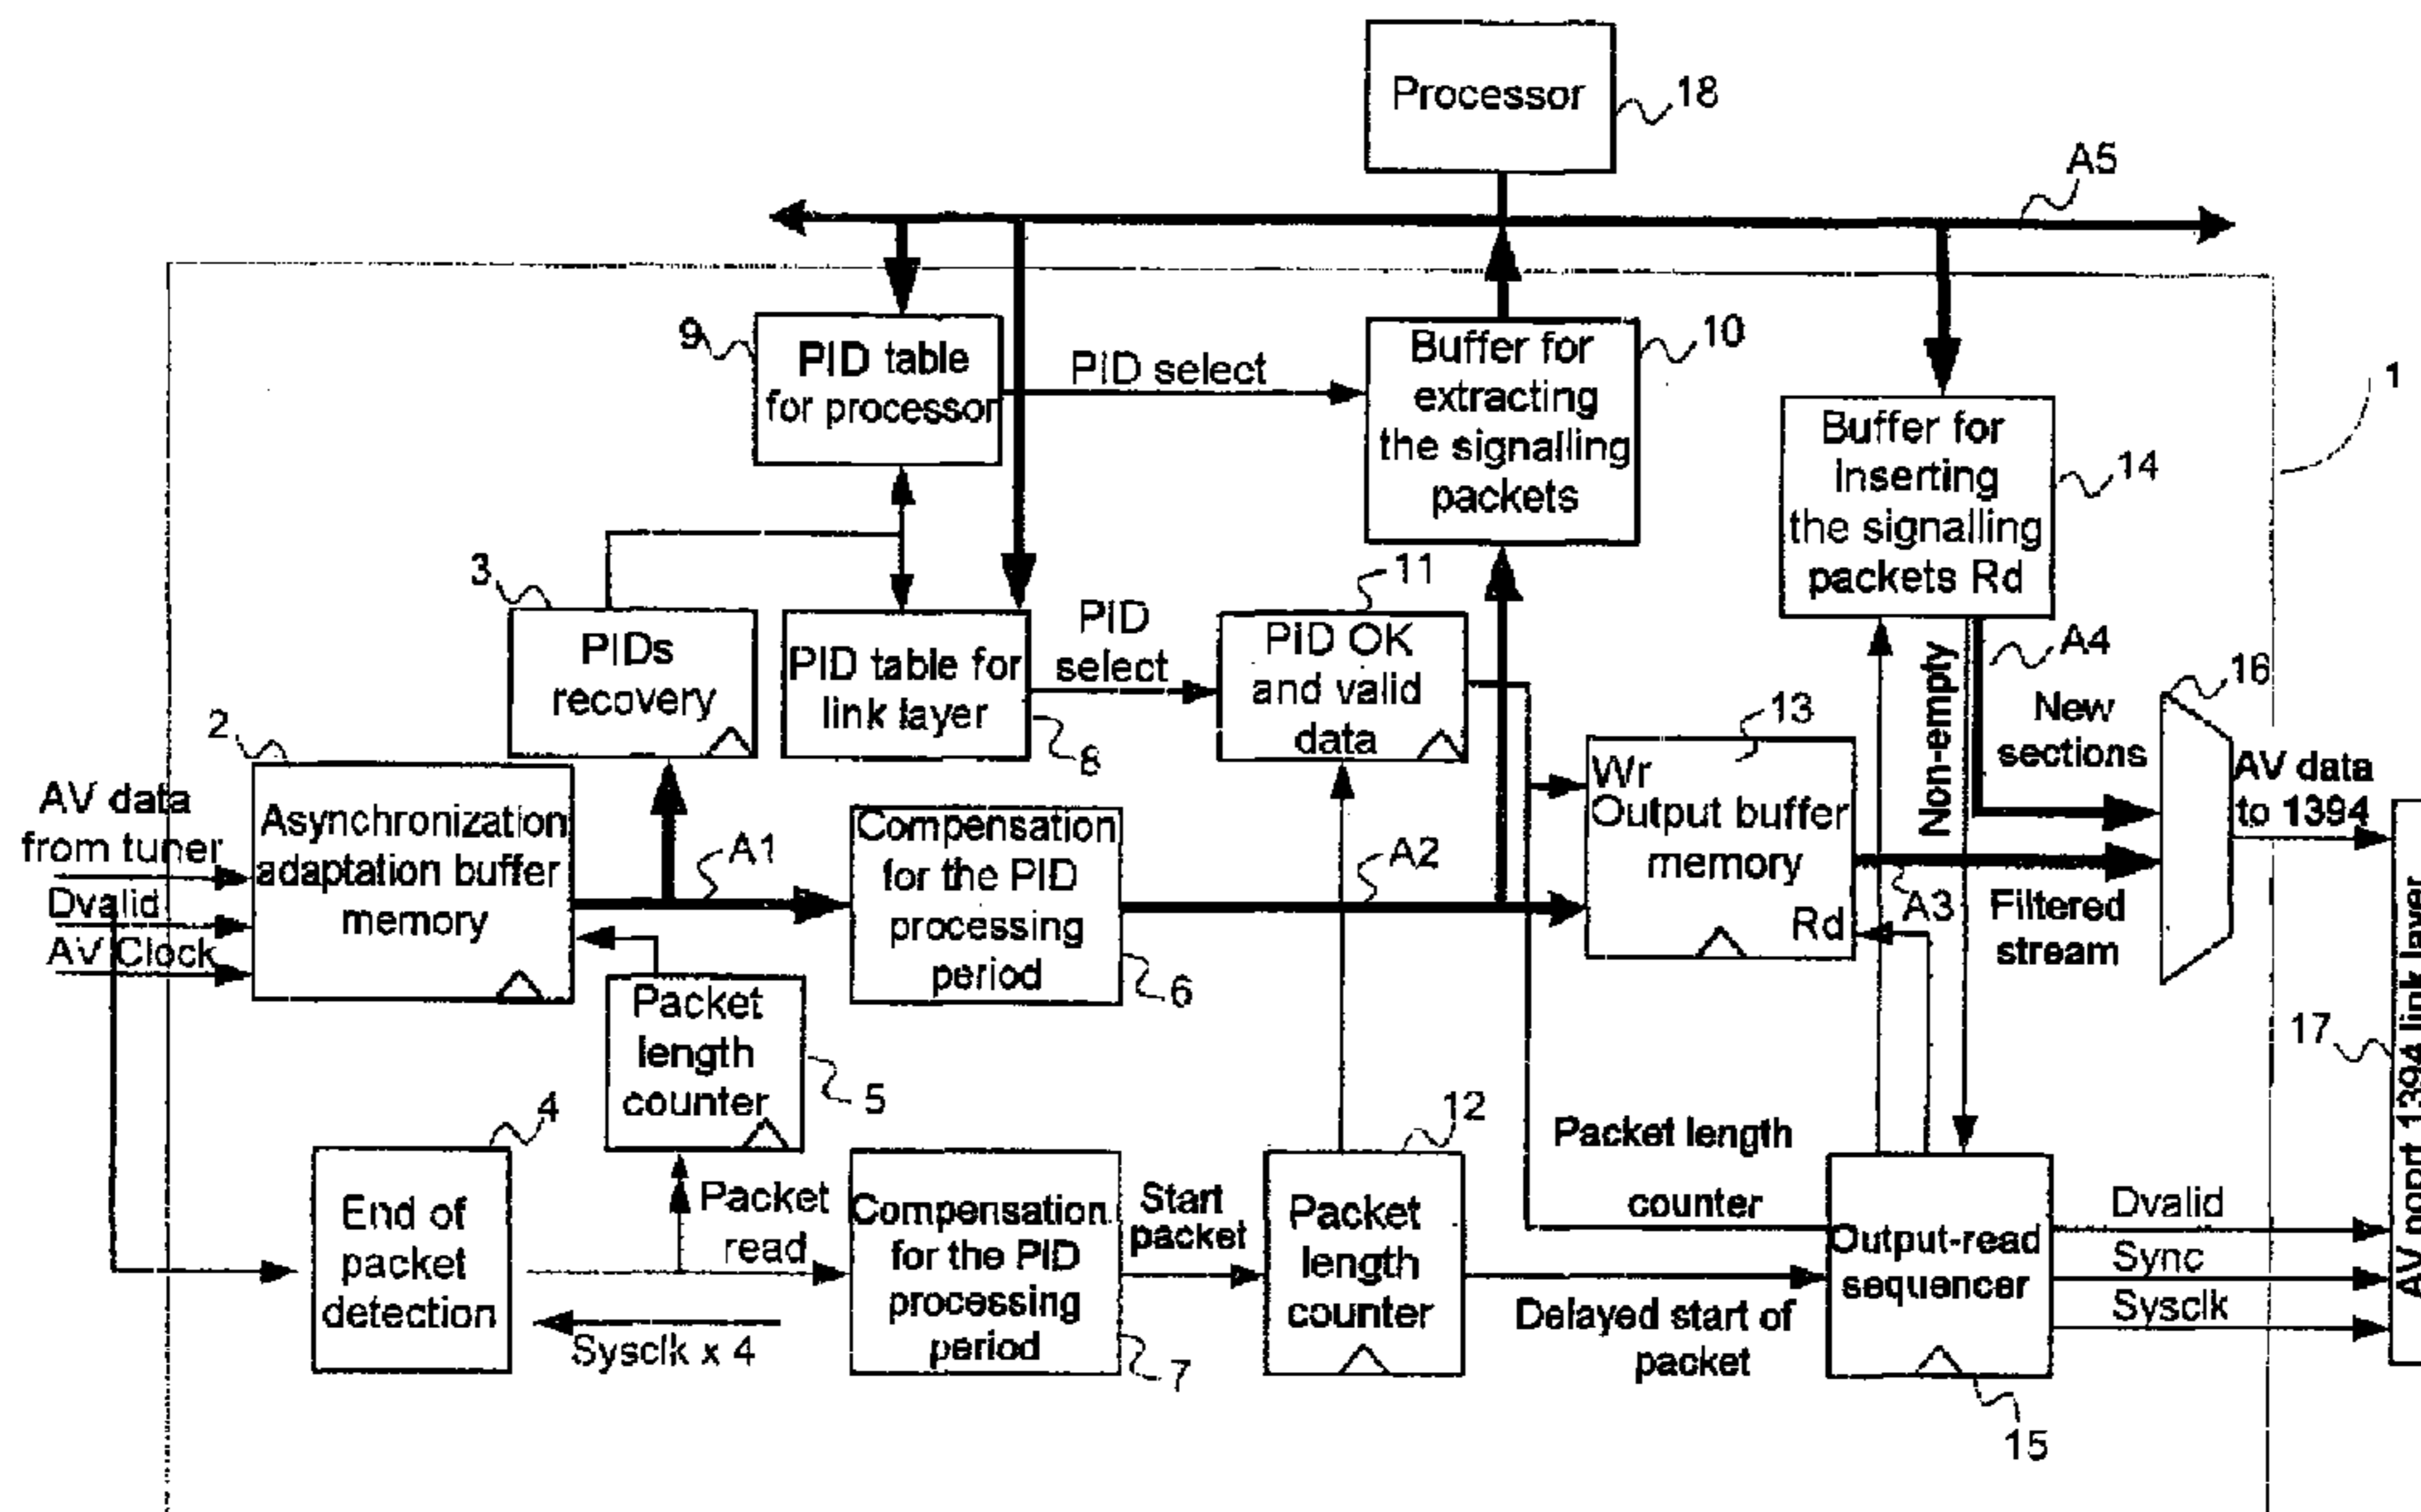 Processor
18
A5
9
PID table
for processor
PID select
Buffer for
extracting
the signalling
packets
10
1
Buffer for
Inserting
the signalling
packets Rd
14
3
PIDs
recovery
PID table for
link layer
8
PID
select
11
PID OK
and valid
data
Non-empty
A4
New
sections
16
2
AV data
from tuner
Dvalid
AV Clock
Asynchronization
adaptation buffer
memory
A1
Compensation
for the PID
processing
period
6
A2
13
Wr
Output buffer
memory
Rd
A3
Filtered
stream
AV data
to 1394
17
AV port 1394 link layer
Packet
length
counter
5
4
End of
packet
detection
Packet
read
Sysclk x 4
Compensation
for the PID
processing
period
7
Start
packet
12
Packet
length
counter
Packet length
counter
Delayed start of
packet
Output-read
sequencer
15
Dvalid
Sync
Sysclk